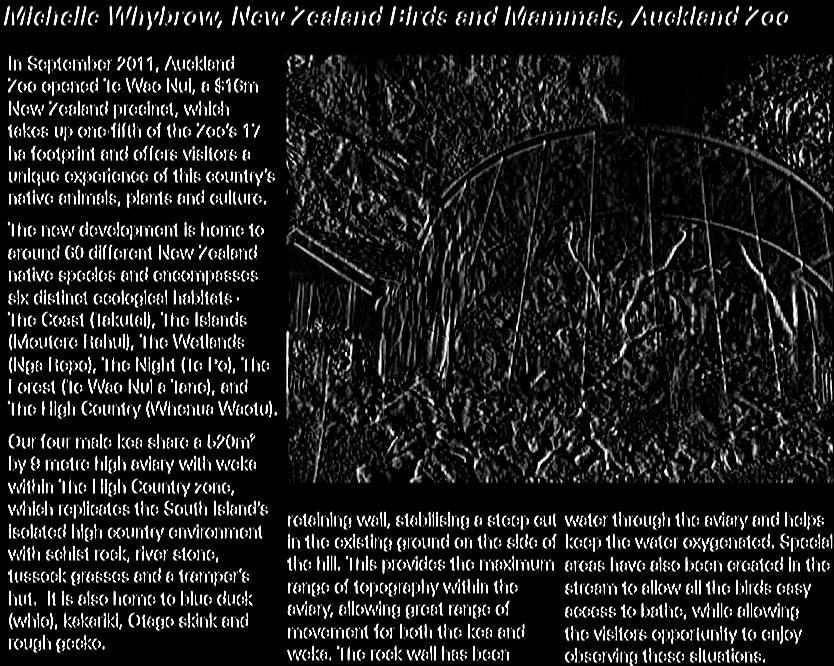 Michelle Whybrow, New Zealand Birds and Mammals, Auckland Zoo
In September 2011, Auckland
Zoo opened Te Wao Nui, a $16m
New Zealand precinct, which
takes up one-fifth of the Zoo's 17
ha footprint and offers visitors a
unique experience of this country's
native animals, plants and culture.
The new development is home to
around 60 different New Zealand
native species and encompasses
six distinct ecological habitats -
The Coast (Takutai), The Islands
(Moutere Rahui), The Wetlands
(Nga Repo), The Night (Te Po), The
Forest (Te Wao Nui a Tane), and
The High Country (Whenua Waotu).
Our four male kea share a 520m²
by 9 metre high aviary with weka
within The High Country zone,
which replicates the South Island's
isolated high country environment
with schist rock, river stone,
tussock grasses and a tramper's
hut. It is also home to blue duck
(whio), kakariki, Otago skink and
rough gecko.
retaining wall, stabilising a steep cut
in the existing ground on the side of
the hill. This provides the maximum
range of topography within the
aviary, allowing great range of
movement for both the kea and
weka. The rock wall has been
water through the aviary and helps
keep the water oxygenated. Special
areas have also been created in the
stream to allow all the birds easy
access to bathe, while allowing
the visitors opportunity to enjoy
observing these situations.